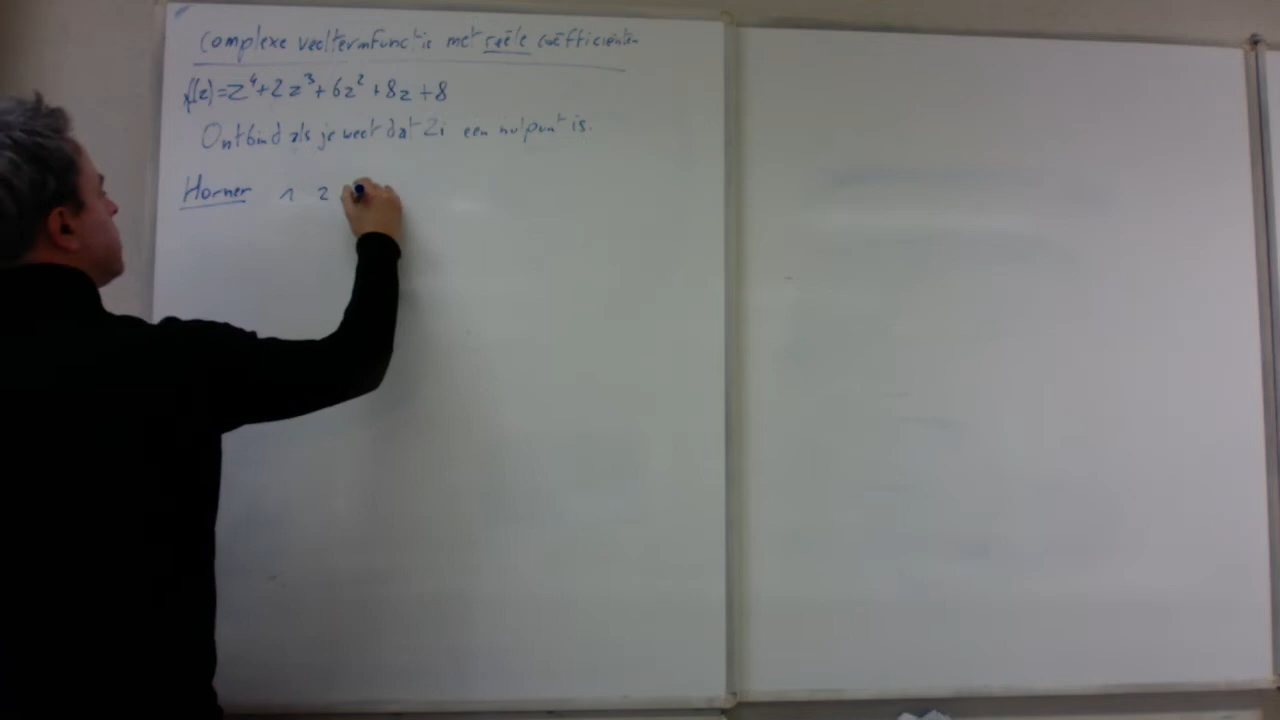 Complexe veeltermfunctie met reële coëfficiënten
f(z)=z⁴+2z³+6z²+8z+8
Ontbind als je weet dat 2i een nulpunt is.
Horner 1 2